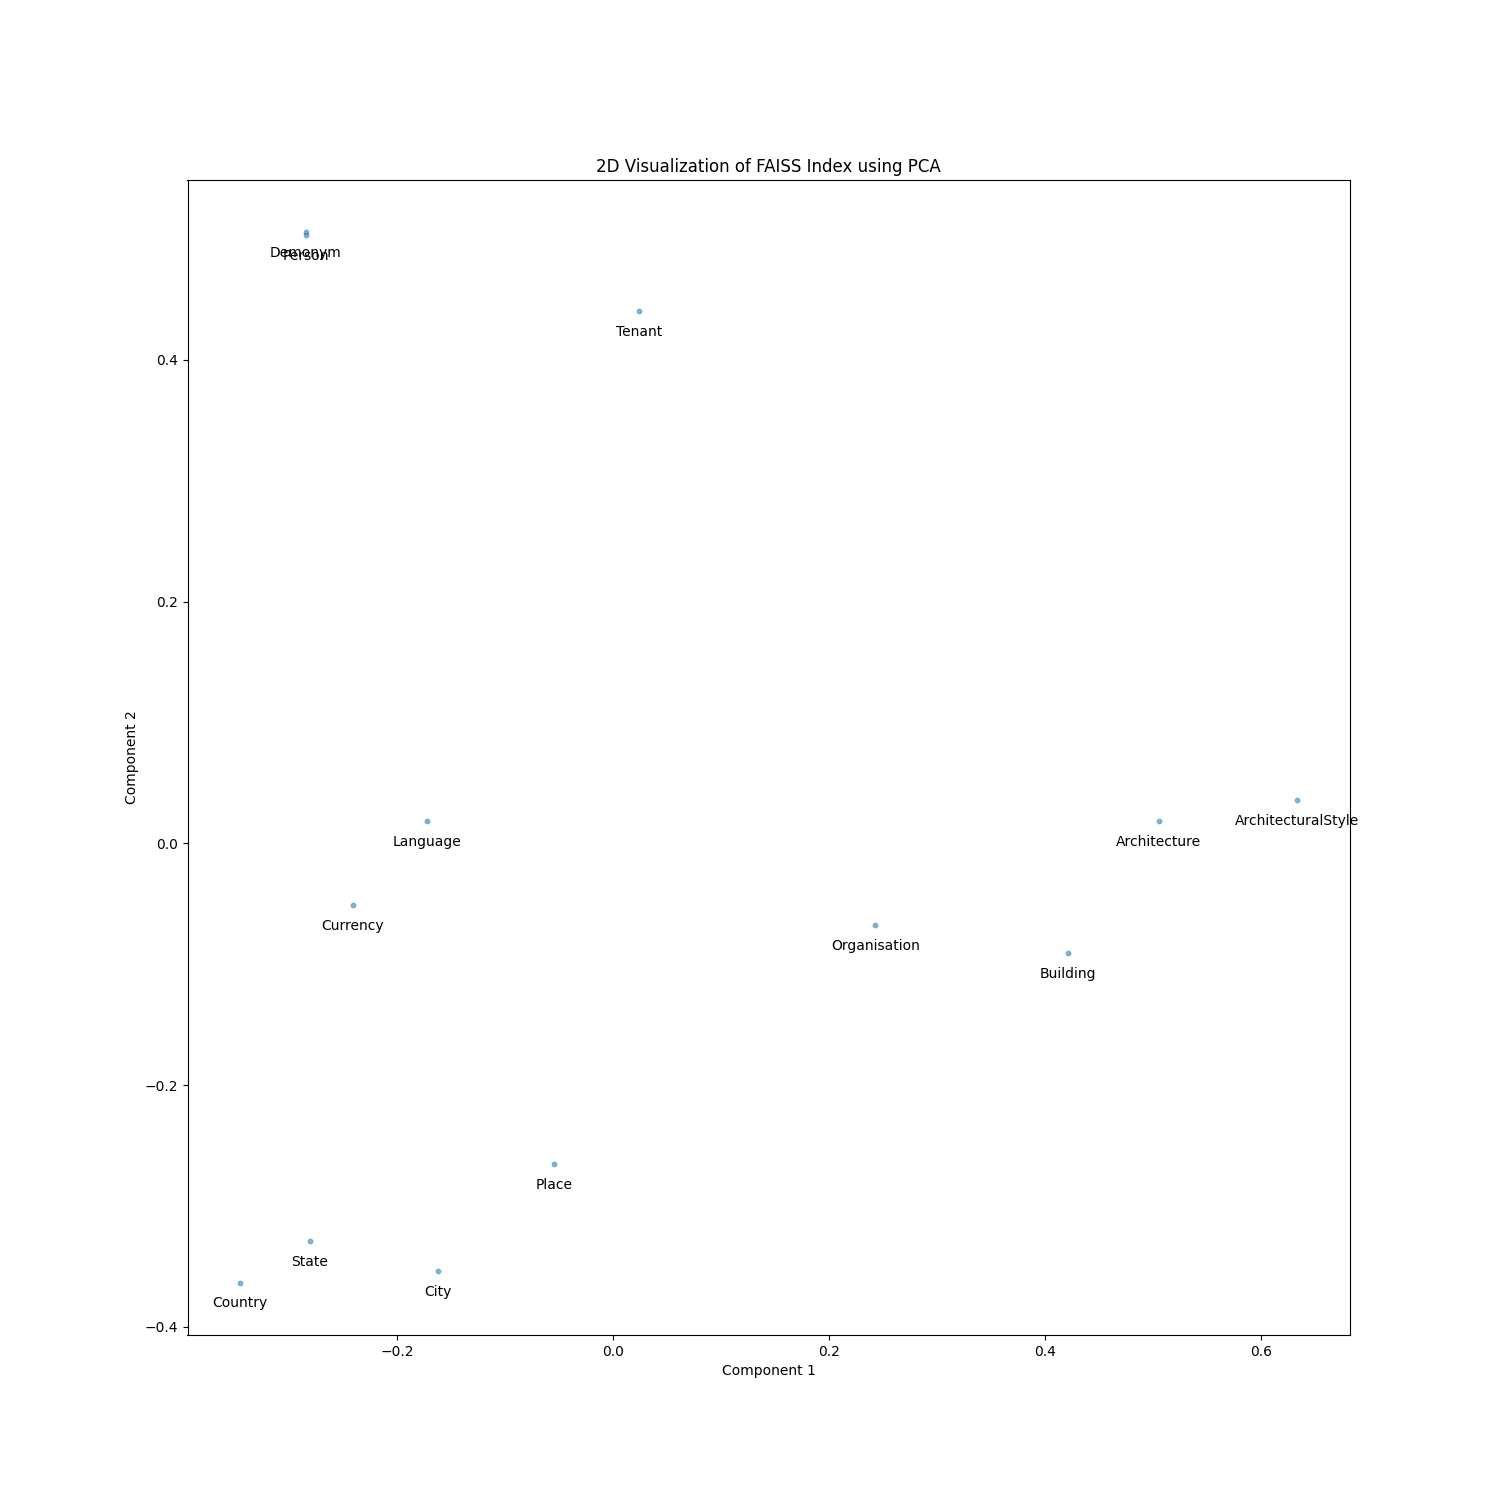 2D Visualization of FAISS Index using PCA
Demonym
Person
Tenant
0.4
0.2
ArchitecturalStyle
Language
Architecture
0.0
Component 2
Currency
Organisation
Building
−0.2
Place
State
City
Country
−0.4
−0.2 0.0 0.2 0.4 0.6
Component 1